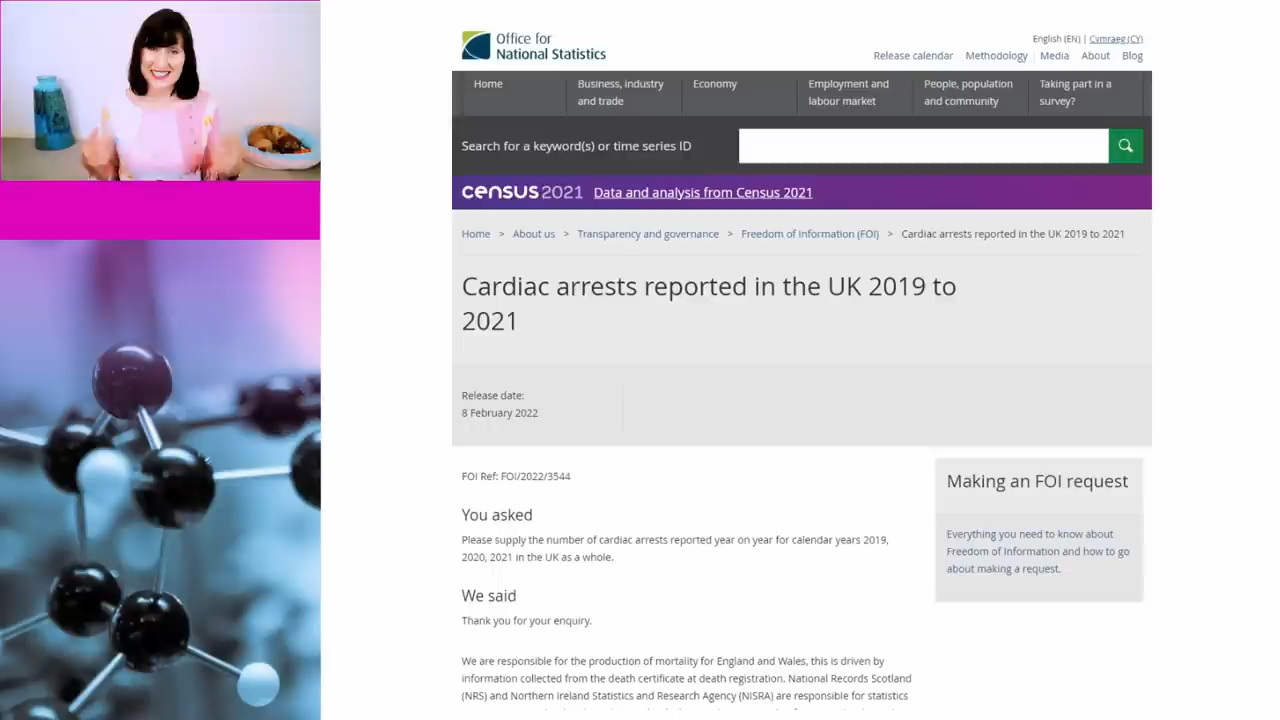 Office for
National Statistics
English (EN) | Cymraeg (CY)
Release calendar Methodology Media About Blog
Home
Business, industry and trade
Economy
Employment and labour market
People, population and community
Taking part in a survey?
Search for a keyword(s) or time series ID
census2021 Data and analysis from Census 2021
Home > About us > Transparency and governance > Freedom of Information (FOI) > Cardiac arrests reported in the UK 2019 to 2021
Cardiac arrests reported in the UK 2019 to
2021
Release date:
8 February 2022
FOI Ref: FOI/2022/3544
You asked
Please supply the number of cardiac arrests reported year on year for calendar years 2019,
2020, 2021 in the UK as a whole.
We said
Thank you for your enquiry.
We are responsible for the production of mortality for England and Wales, this is driven by
information collected from the death certificate at death registration. National Records Scotland
(NRS) and Northern Ireland Statistics and Research Agency (NISRA) are responsible for statistics
Making an FOI request
Everything you need to know about
Freedom of Information and how to go
about making a request.